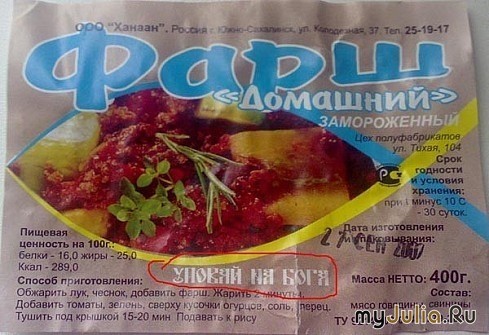 ООО "Ханаан". Россия г. Южно-Сахалинск, ул. Колодезная, 37. Тел. 25-19-17
Фарш
«Домашний»
ЗАМОРОЖЕННЫЙ
Цех полуфабрикатов
ул. Тихая, 104
Срок
годности
и условия
хранения:
при минус 10 С
- 30 суток.
Дата изготовления
упаковывания:
27 СЕН 2007
Пищевая
ценность на 100г.:
белки - 16,0 жиры - 25,0
Ккал - 289,0
УПОВАЙ НА БОГА
Масса НЕТТО: 400г.
Способ приготовления:
Обжарить лук, чеснок, добавить фарш. Жарить 2 минуты.
Добавить томаты, зелень, сверху кусочки огурцов, соль, перец.
Тушить под крышкой 15-20 мин. Подавать к рису
Состав:
мясо говядины, свинины
ТУ
myJulia.Ru